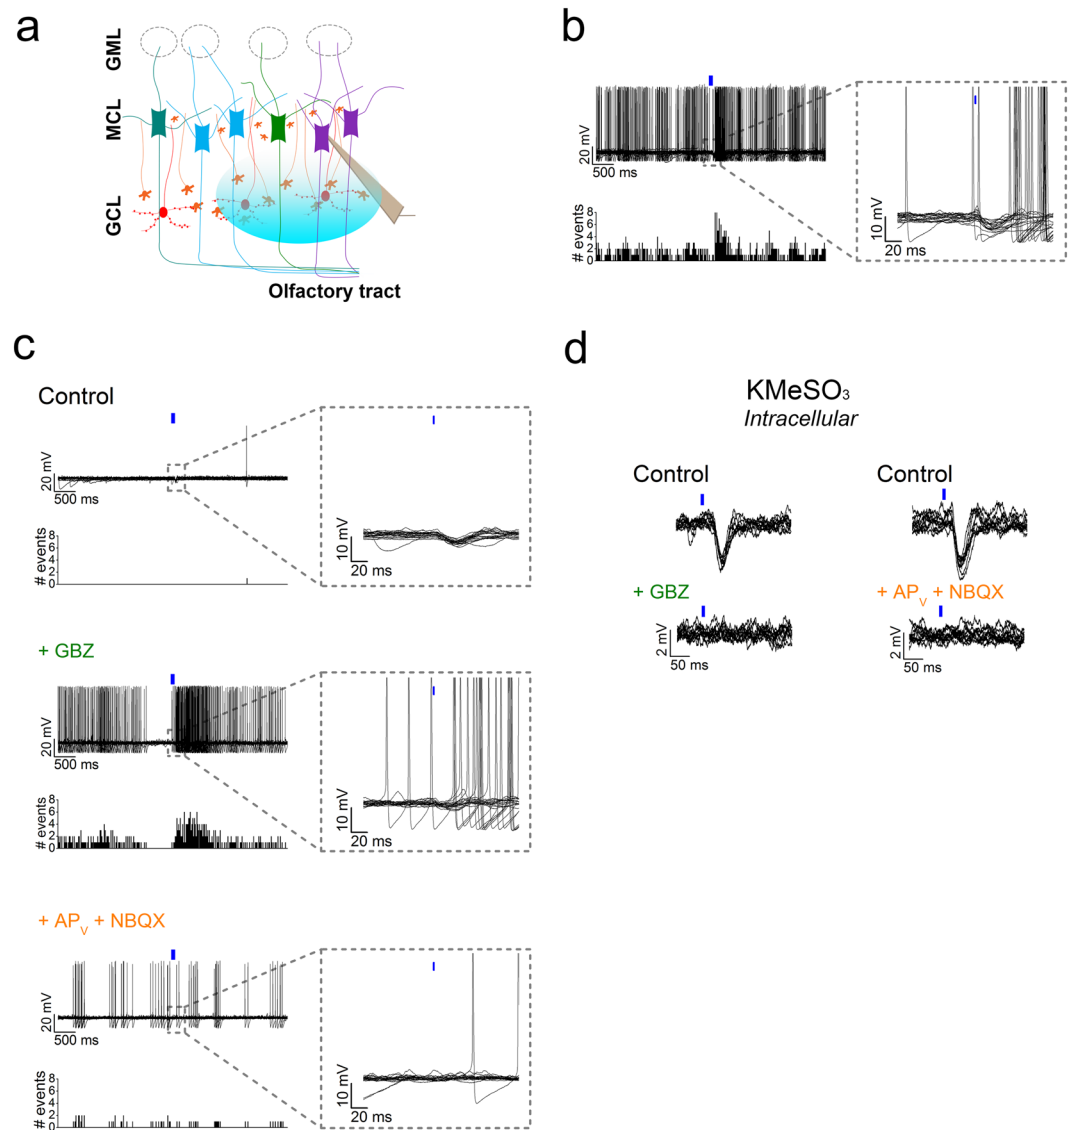 a
GML
MCL
GCL
Olfactory tract
b
20 mV
500 ms
# events
8
6
4
2
0
10 mV
20 ms
c
Control
20 mV
500 ms
# events
8
6
4
2
0
10 mV
20 ms
+ GBZ
20 mV
500 ms
# events
8
6
4
2
0
10 mV
20 ms
+ APV + NBQX
20 mV
500 ms
# events
8
6
4
2
0
10 mV
20 ms
d
KMeSO3
Intracellular
Control
Control
+ GBZ
+ APV + NBQX
2 mV
50 ms
2 mV
50 ms